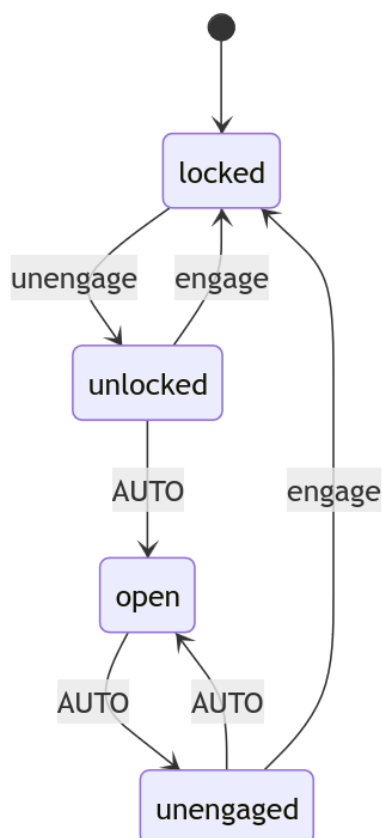 locked
unengage
engage
unlocked
AUTO
engage
open
AUTO
AUTO
unengaged